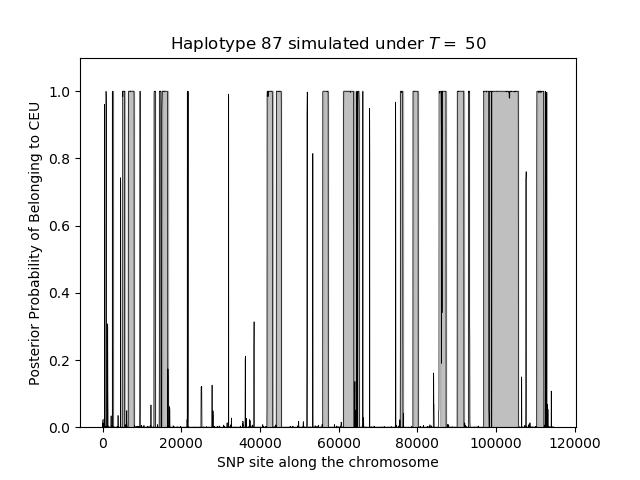 Haplotype 87 simulated under T = 50
Posterior Probability of Belonging to CEU
1.0
0.8
0.6
0.4
0.2
0.0
0 20000 40000 60000 80000 100000 120000
SNP site along the chromosome